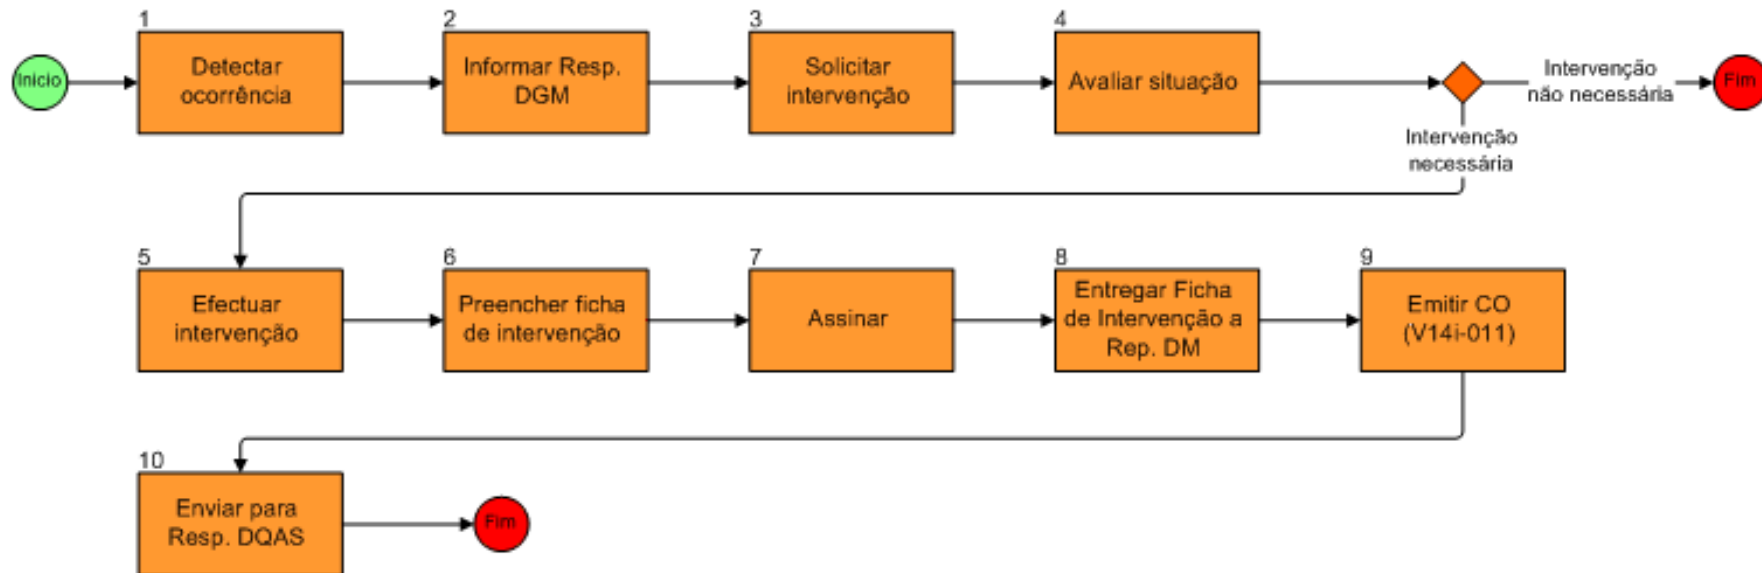 Inicio
1
Detectar
ocorrência
2
Informar Resp.
DGM
3
Solicitar
intervenção
4
Avaliar situação
Intervenção
não necessária
Fim
Intervenção
necessária
5
Efectuar
intervenção
6
Preencher ficha
de intervenção
7
Assinar
8
Entregar Ficha
de Intervenção a
Rep. DM
9
Emitir CO
(V14i-011)
10
Enviar para
Resp. DQAS
Fim